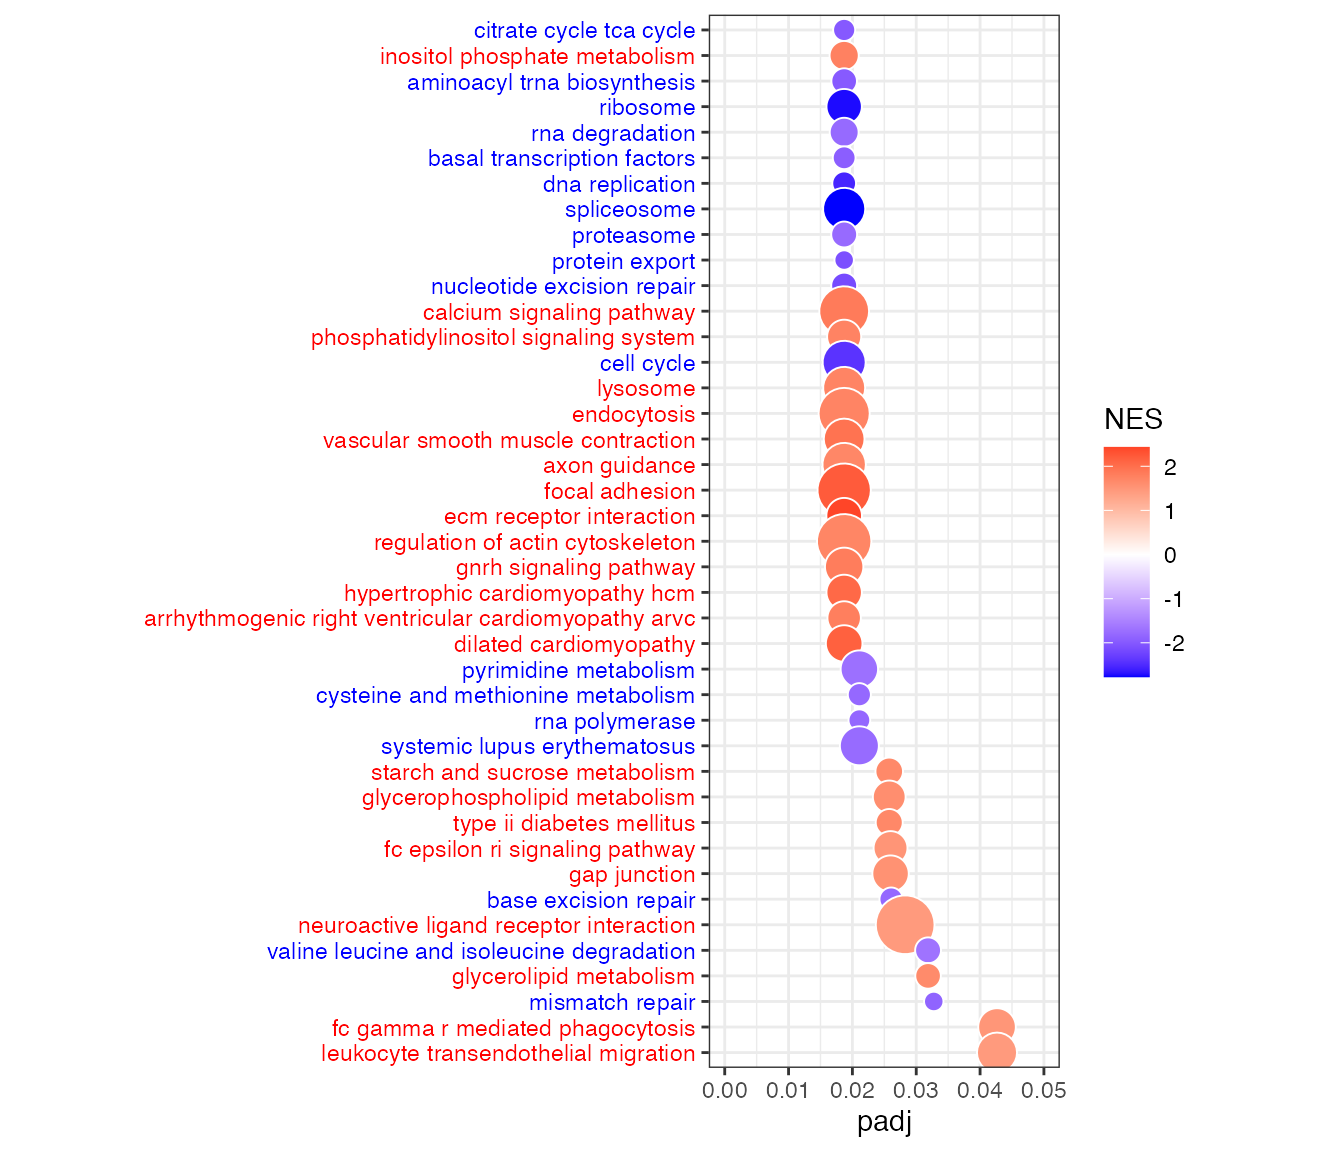 citrate cycle tca cycle
inositol phosphate metabolism
aminoacyl trna biosynthesis
ribosome
rna degradation
basal transcription factors
dna replication
spliceosome
proteasome
protein export
nucleotide excision repair
calcium signaling pathway
phosphatidylinositol signaling system
cell cycle
lysosome
endocytosis
vascular smooth muscle contraction
axon guidance
focal adhesion
ecm receptor interaction
regulation of actin cytoskeleton
gnrh signaling pathway
hypertrophic cardiomyopathy hcm
arrhythmogenic right ventricular cardiomyopathy arvc
dilated cardiomyopathy
pyrimidine metabolism
cysteine and methionine metabolism
rna polymerase
systemic lupus erythematosus
starch and sucrose metabolism
glycerophospholipid metabolism
type ii diabetes mellitus
fc epsilon ri signaling pathway
gap junction
base excision repair
neuroactive ligand receptor interaction
valine leucine and isoleucine degradation
glycerolipid metabolism
mismatch repair
fc gamma r mediated phagocytosis
leukocyte transendothelial migration
0.00 0.01 0.02 0.03 0.04 0.05
padj
NES
2
1
0
-1
-2